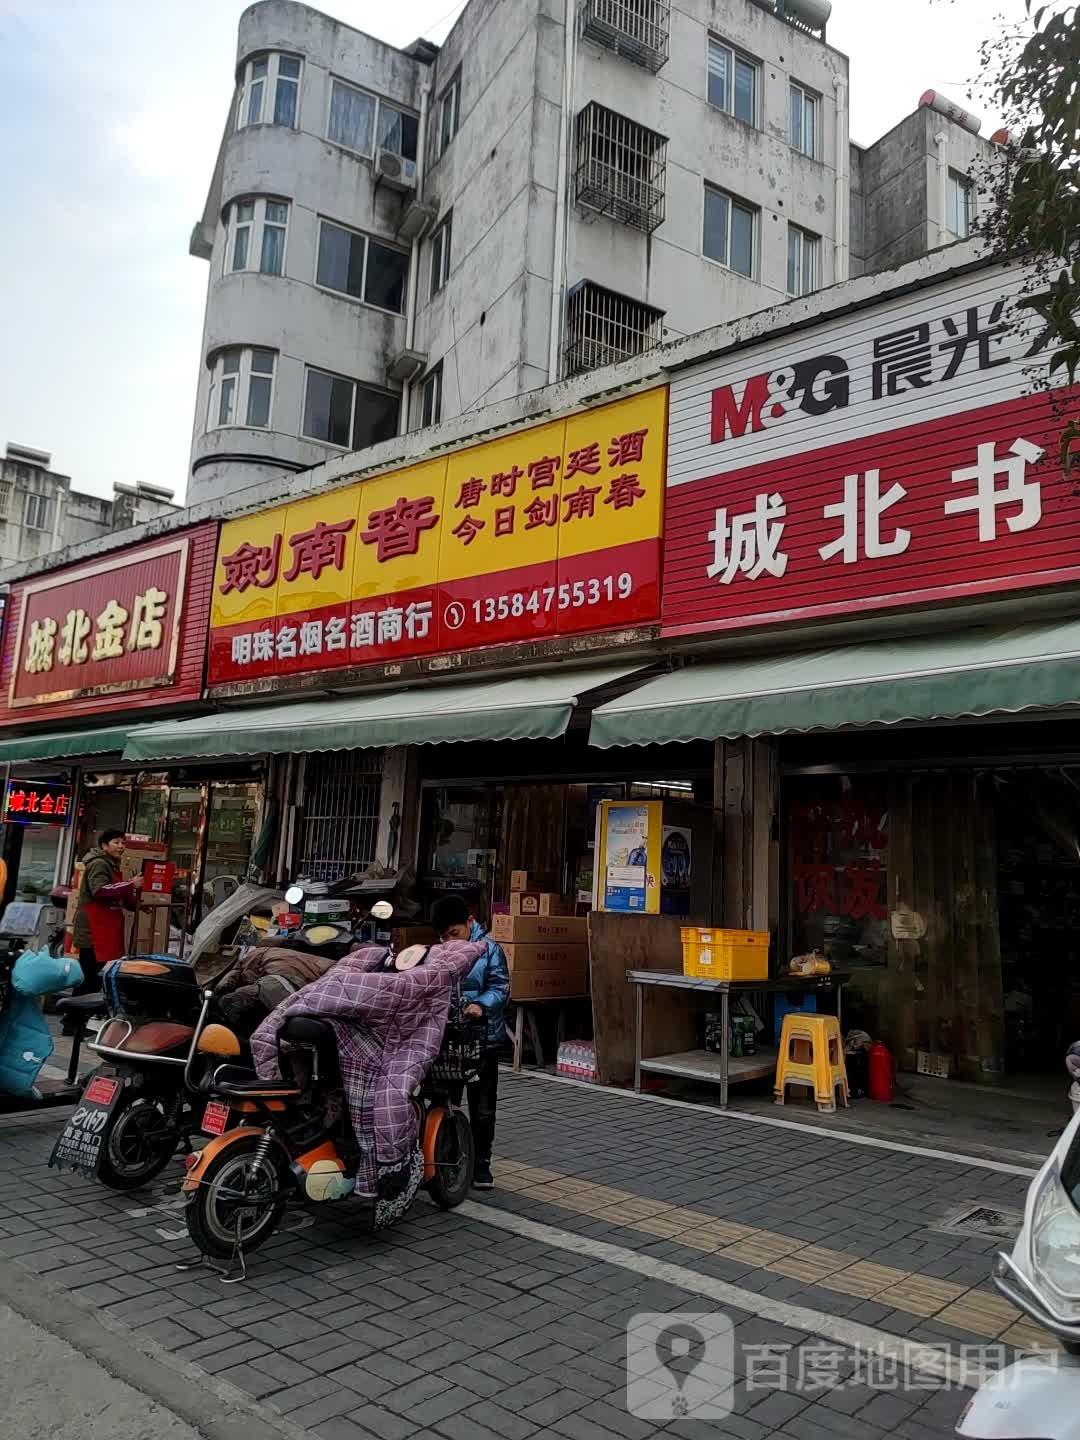 城北金店
劍南春
唐时宫廷酒
今日剑南春
明珠名烟名酒商行 13584755319
M&G 晨光文
城北书
城北金店
百度地图用户